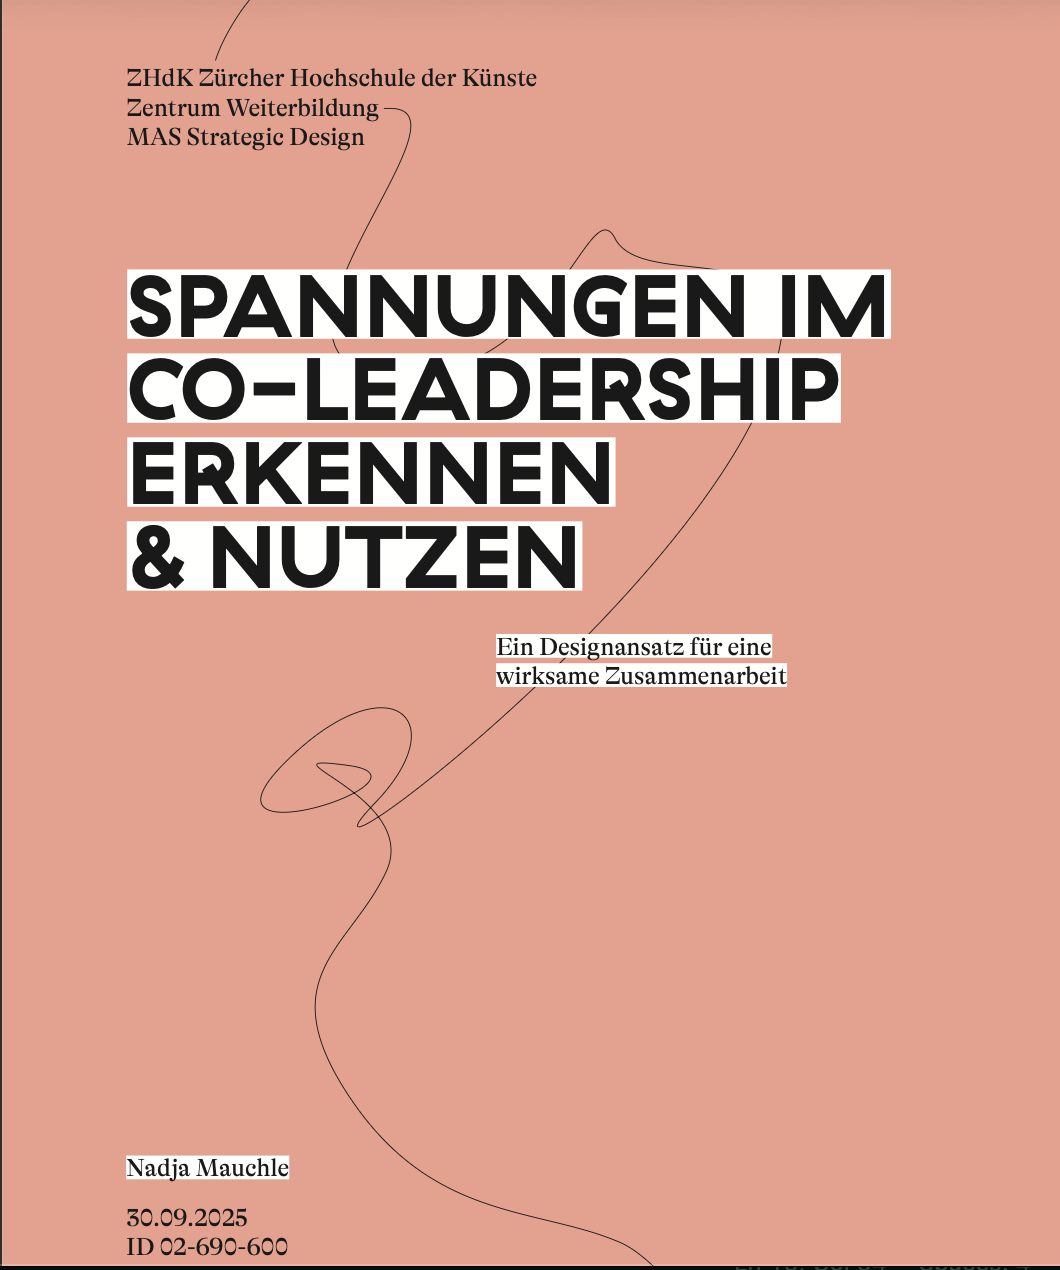 ZHdK Zürcher Hochschule der Künste
Zentrum Weiterbildung
MAS Strategic Design
SPANNUNGEN IM
CO-LEADERSHIP
ERKENNEN
& NUTZEN
Ein Designansatz für eine
wirksame Zusammenarbeit
Nadja Mauchle
30.09.2025
ID 02-690-600